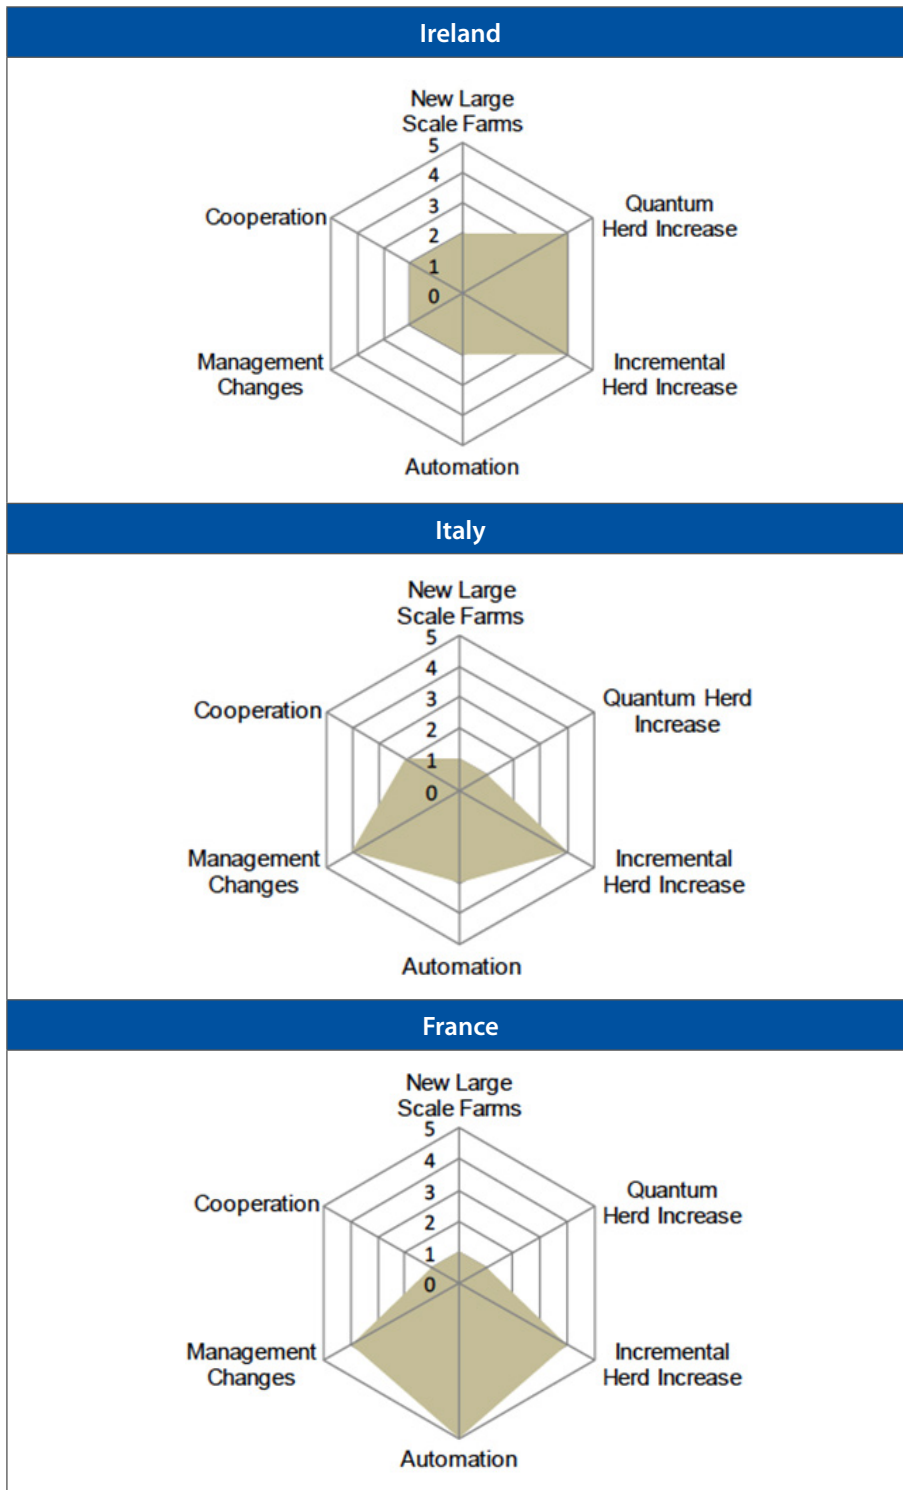 Ireland
New Large
Scale Farms
5
4
3
2
1
0
Quantum
Herd Increase
Incremental
Herd Increase
Automation
Management
Changes
Cooperation
Italy
New Large
Scale Farms
5
4
3
2
1
0
Quantum Herd
Increase
Incremental
Herd Increase
Automation
Management
Changes
Cooperation
France
New Large
Scale Farms
5
4
3
2
1
0
Quantum
Herd Increase
Incremental
Herd Increase
Automation
Management
Changes
Cooperation